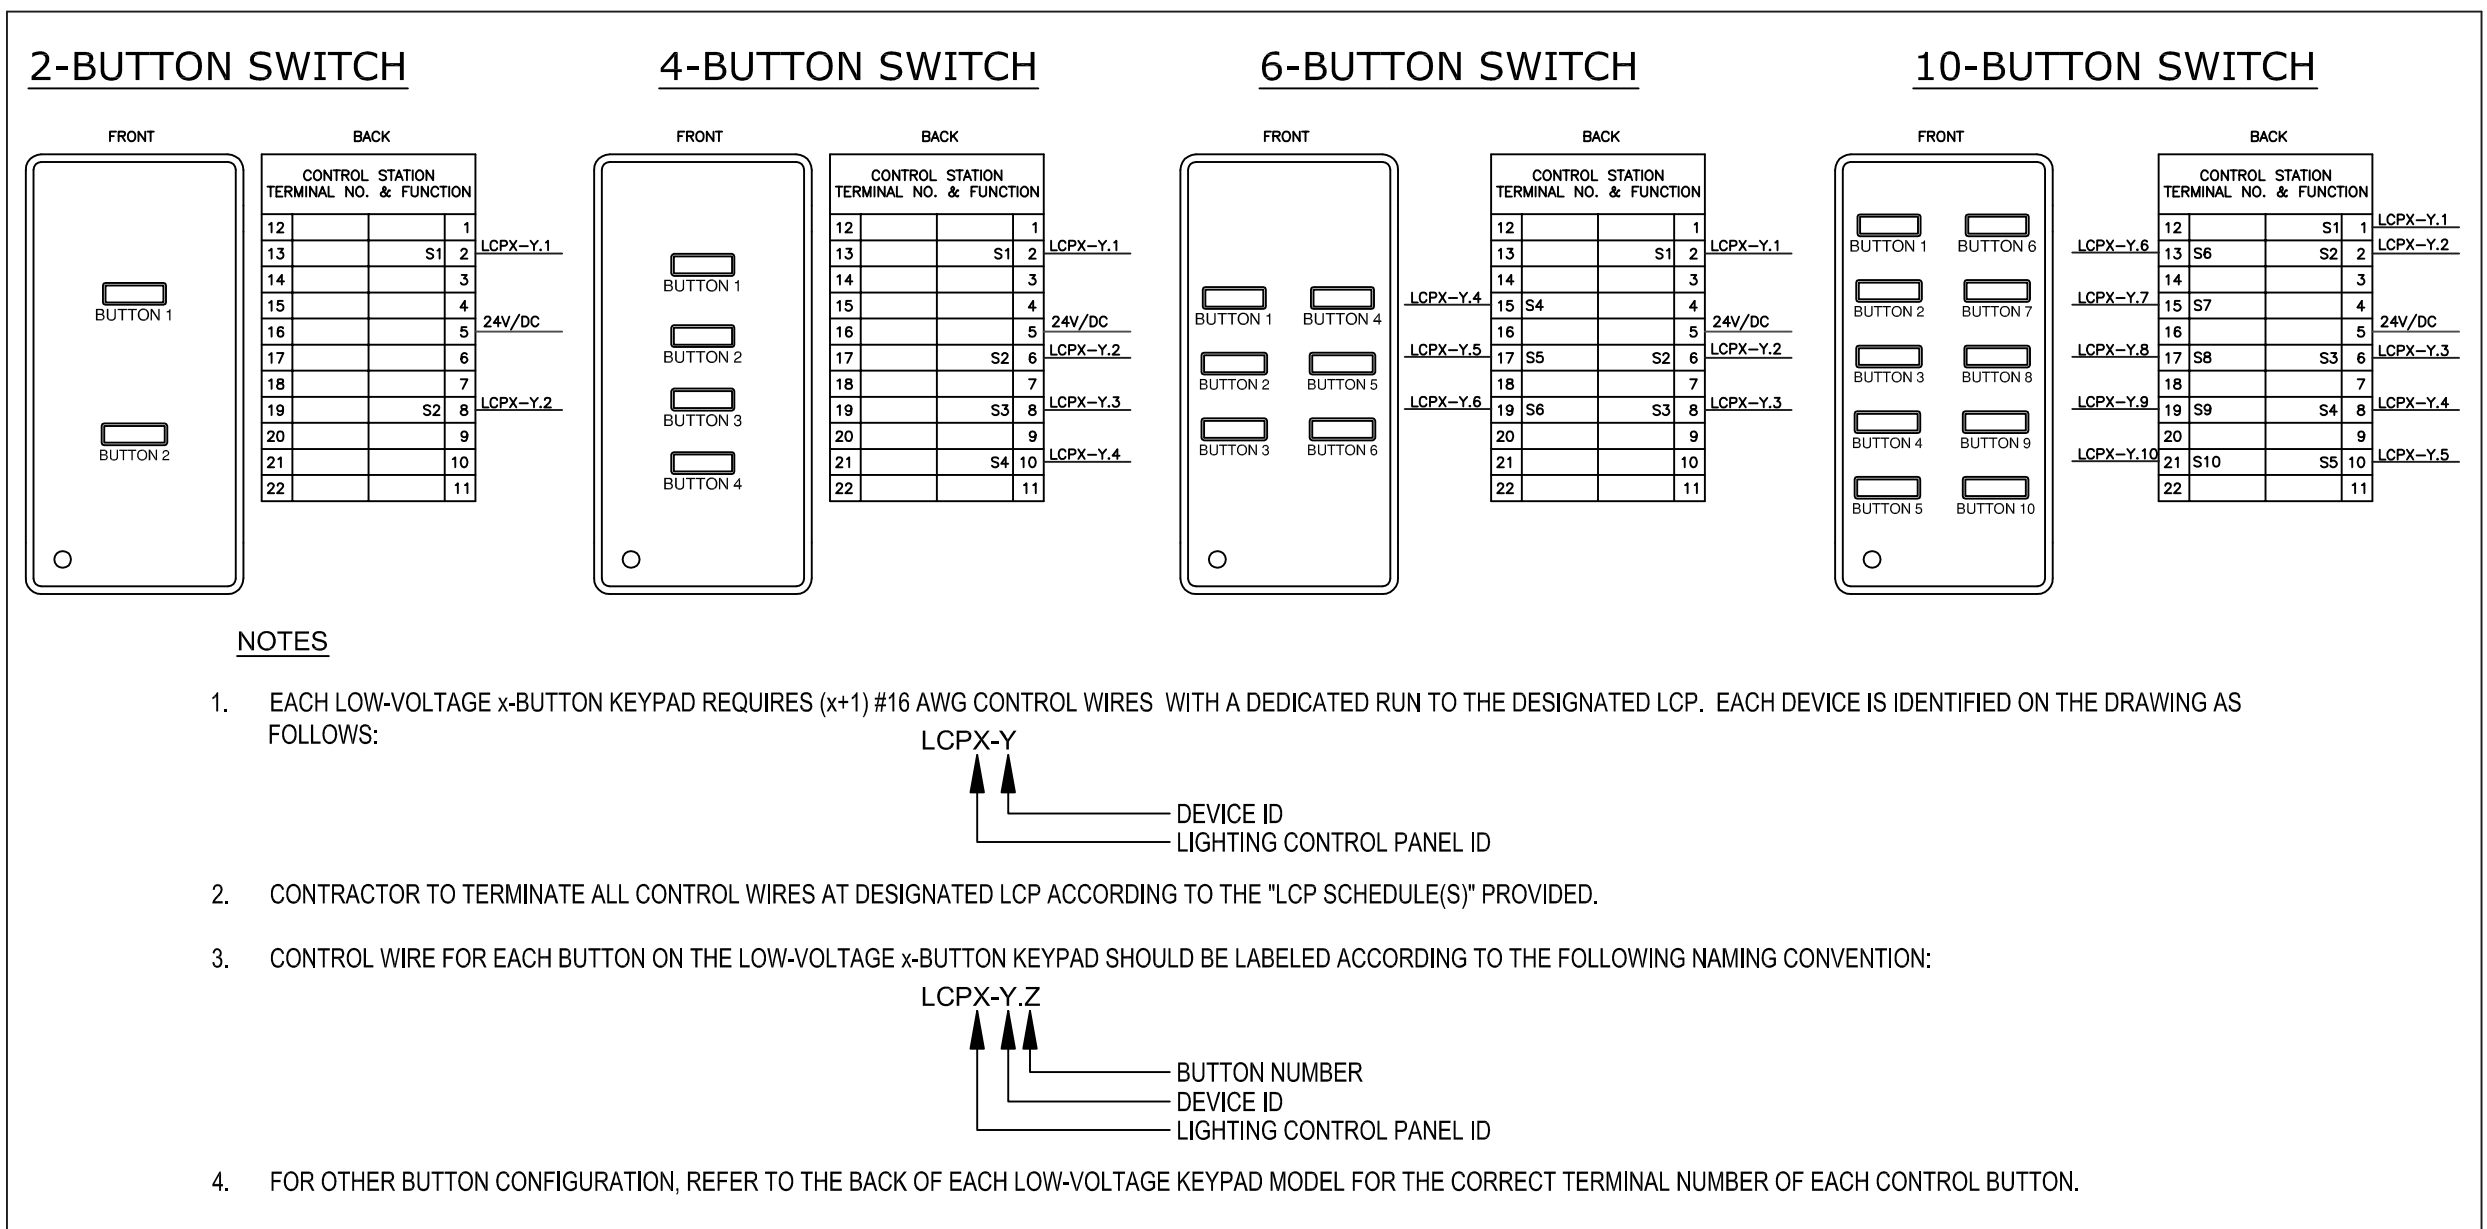 2-BUTTON SWITCH
FRONT
BACK
BUTTON 1
BUTTON 2
CONTROL STATION
TERMINAL NO. & FUNCTION
12 1
13 S1 2 LCPX-Y.1
14 3
15 4
16 5 24V/DC
17 6
18 7
19 S2 8 LCPX-Y.2
20 9
21 10
22 11
4-BUTTON SWITCH
FRONT
BACK
BUTTON 1
BUTTON 2
BUTTON 3
BUTTON 4
CONTROL STATION
TERMINAL NO. & FUNCTION
12 1
13 S1 2 LCPX-Y.1
14 3
15 4
16 5 24V/DC
17 S2 6 LCPX-Y.2
18 7
19 S3 8 LCPX-Y.3
20 9
21 S4 10 LCPX-Y.4
22 11
6-BUTTON SWITCH
FRONT
BACK
BUTTON 1 BUTTON 4
BUTTON 2 BUTTON 5
BUTTON 3 BUTTON 6
CONTROL STATION
TERMINAL NO. & FUNCTION
12 1
13 S1 2 LCPX-Y.1
14 3
LCPX-Y.4 15 S4 4
16 5 24V/DC
LCPX-Y.5 17 S5 S2 6 LCPX-Y.2
18 7
LCPX-Y.6 19 S6 S3 8 LCPX-Y.3
20 9
21 10
22 11
10-BUTTON SWITCH
FRONT
BACK
BUTTON 1 BUTTON 6
BUTTON 2 BUTTON 7
BUTTON 3 BUTTON 8
BUTTON 4 BUTTON 9
BUTTON 5 BUTTON 10
CONTROL STATION
TERMINAL NO. & FUNCTION
12 S1 1 LCPX-Y.1
LCPX-Y.6 13 S6 S2 2 LCPX-Y.2
14 3
LCPX-Y.7 15 S7 4
16 5 24V/DC
LCPX-Y.8 17 S8 S3 6 LCPX-Y.3
18 7
LCPX-Y.9 19 S9 S4 8 LCPX-Y.4
20 9
LCPX-Y.10 21 S10 S5 10 LCPX-Y.5
22 11
NOTES
1. EACH LOW-VOLTAGE x-BUTTON KEYPAD REQUIRES (x+1) #16 AWG CONTROL WIRES WITH A DEDICATED RUN TO THE DESIGNATED LCP. EACH DEVICE IS IDENTIFIED ON THE DRAWING AS
FOLLOWS:
LCPX-Y
DEVICE ID
LIGHTING CONTROL PANEL ID
2. CONTRACTOR TO TERMINATE ALL CONTROL WIRES AT DESIGNATED LCP ACCORDING TO THE "LCP SCHEDULE(S)" PROVIDED.
3. CONTROL WIRE FOR EACH BUTTON ON THE LOW-VOLTAGE x-BUTTON KEYPAD SHOULD BE LABELED ACCORDING TO THE FOLLOWING NAMING CONVENTION:
LCPX-Y.Z
BUTTON NUMBER
DEVICE ID
LIGHTING CONTROL PANEL ID
4. FOR OTHER BUTTON CONFIGURATION, REFER TO THE BACK OF EACH LOW-VOLTAGE KEYPAD MODEL FOR THE CORRECT TERMINAL NUMBER OF EACH CONTROL BUTTON.